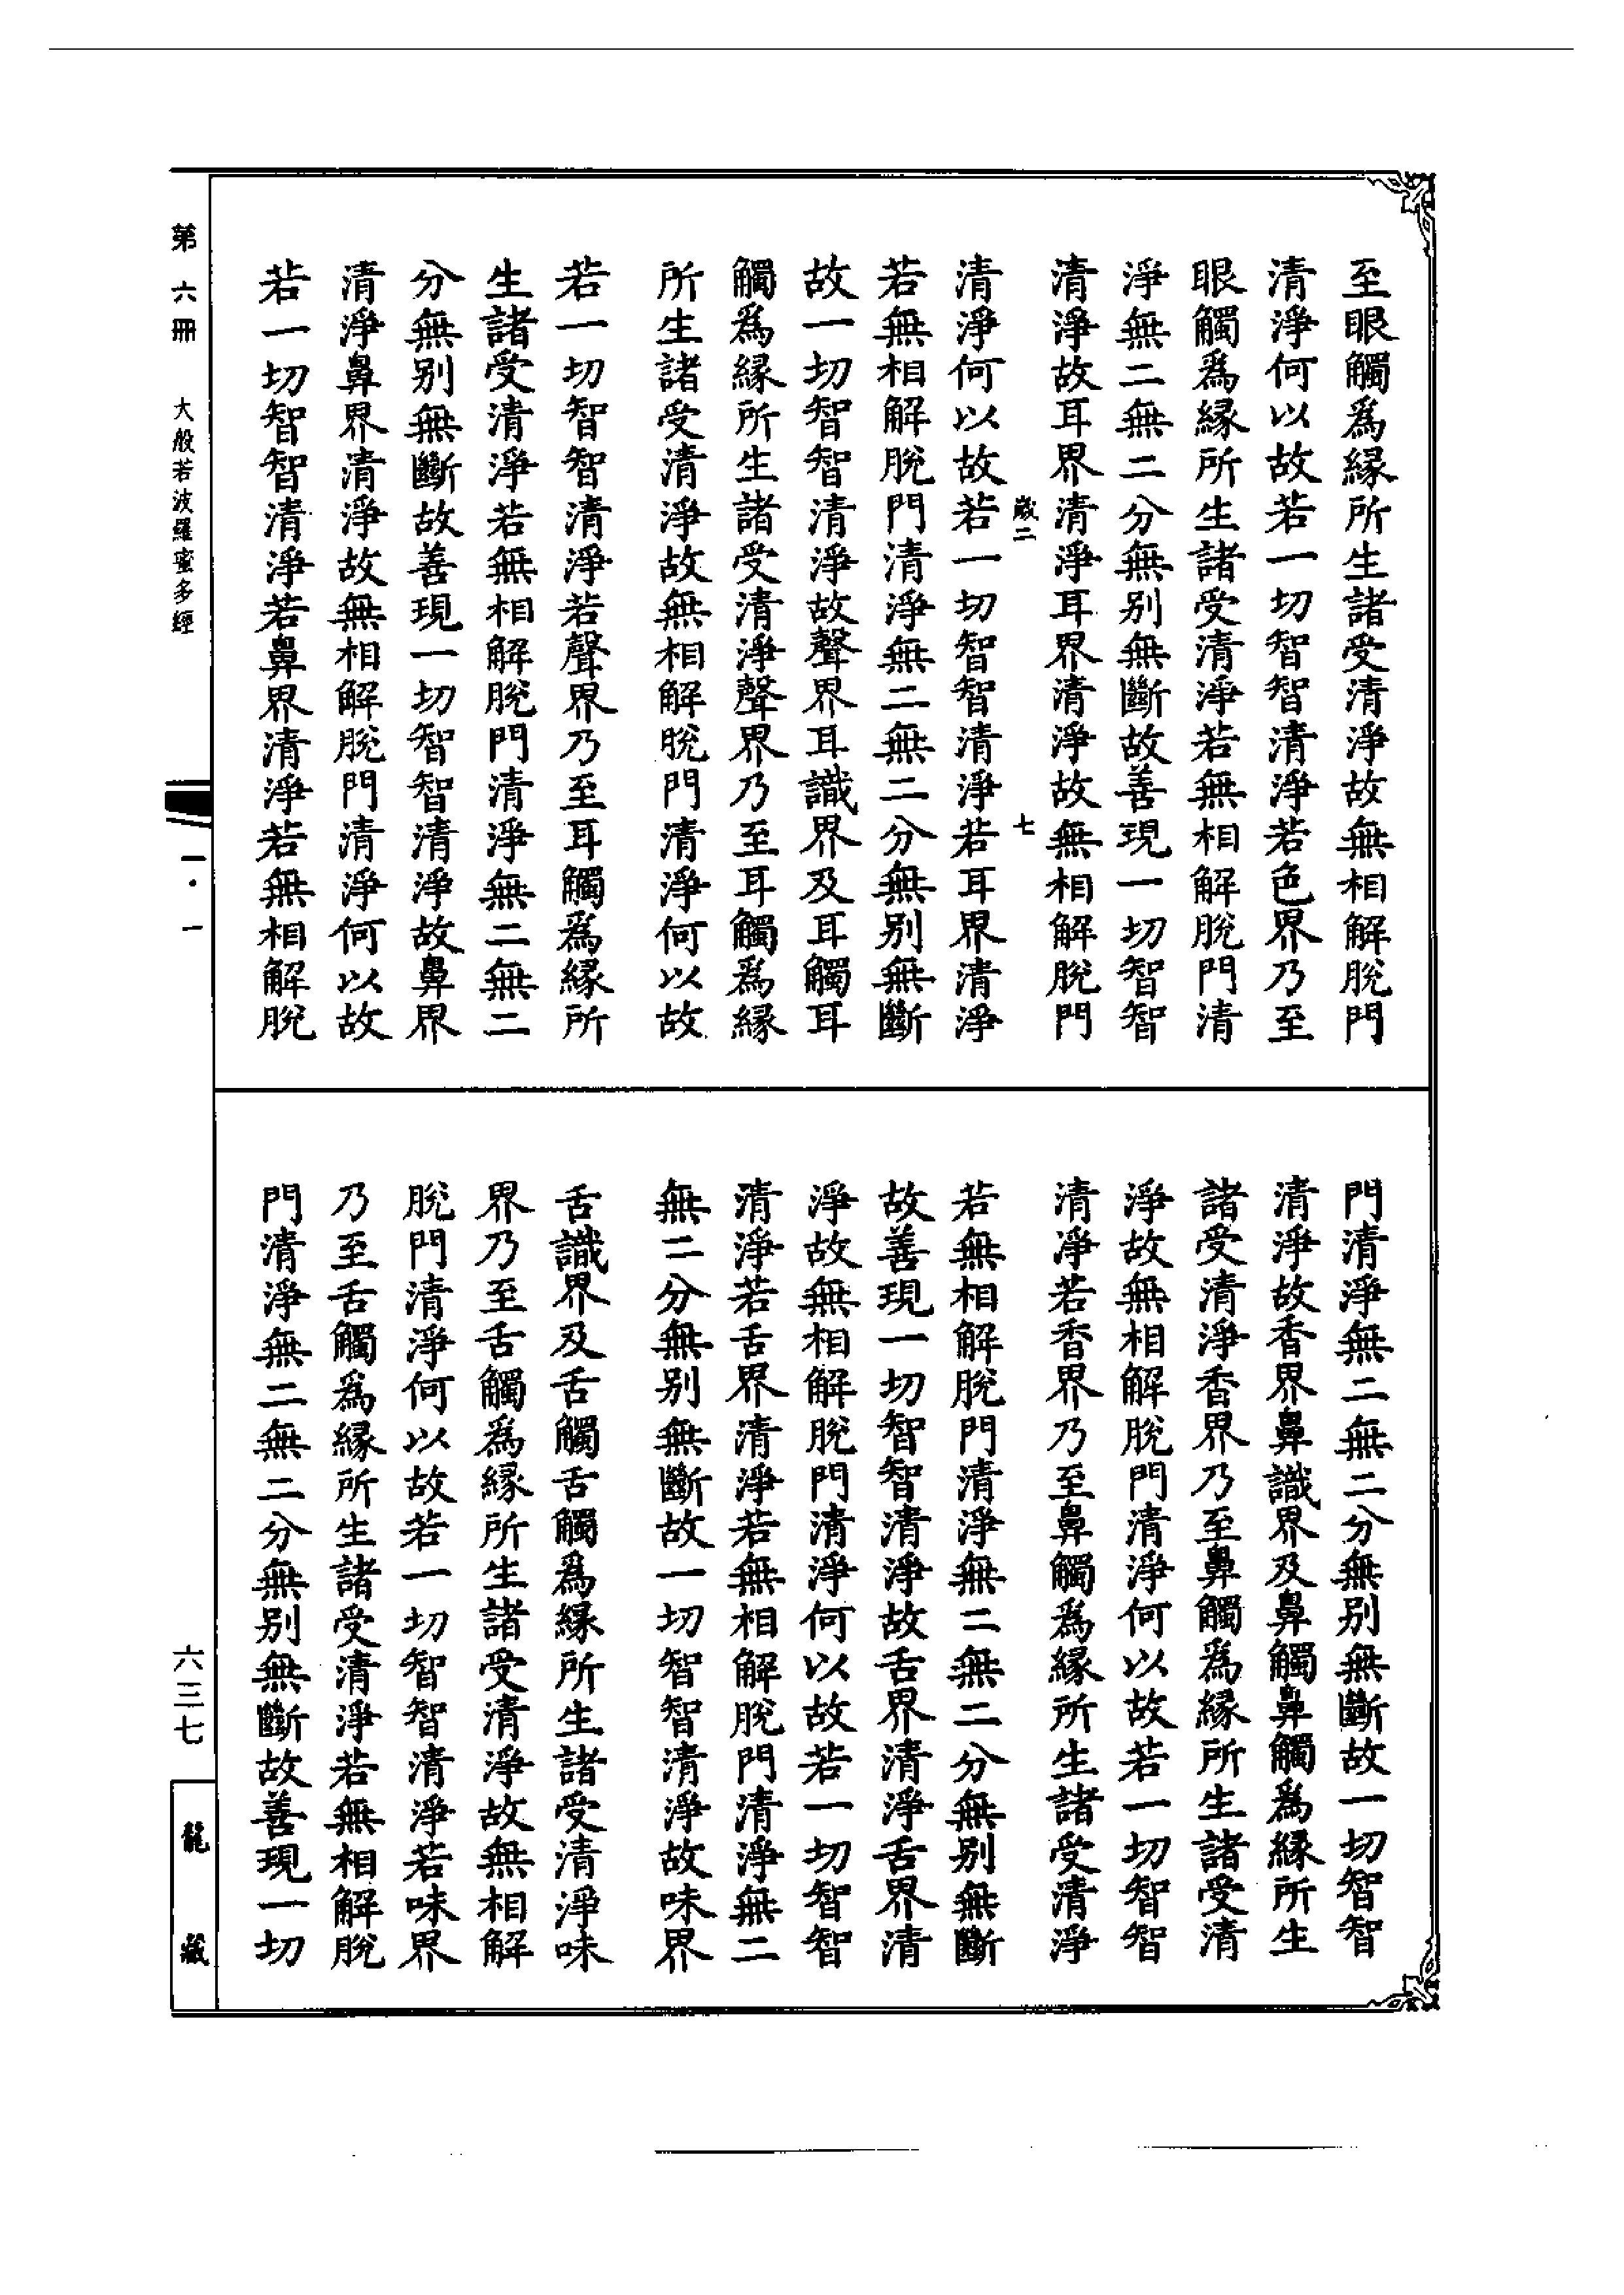 至眼觸爲緣所生諸受清淨故無相解脫門
清淨何以故若一切智智清淨若色界乃至
眼觸爲緣所生諸受清淨若無相解脫門清
淨無二無二分無別無斷故善現一切智智
清淨故耳界清淨耳界清淨故無相解脫門
歲二 七
清淨何以故若一切智智清淨若耳界清淨
若無相解脫門清淨無二無二分無別無斷
故一切智智清淨故聲界耳識界及耳觸耳
觸爲緣所生諸受清淨聲界乃至耳觸爲緣
所生諸受清淨故無相解脫門清淨何以故
若一切智智清淨若聲界乃至耳觸爲緣所
生諸受清淨若無相解脫門清淨無二無二
分無別無斷故善現一切智智清淨故鼻界
清淨鼻界清淨故無相解脫門清淨何以故
若一切智智清淨若鼻界清淨若無相解脫
門清淨無二無二分無別無斷故一切智智
清淨故香界鼻識界及鼻觸鼻觸爲緣所生
諸受清淨香界乃至鼻觸爲緣所生諸受清
淨故無相解脫門清淨何以故若一切智智
清淨若香界乃至鼻觸爲緣所生諸受清淨
若無相解脫門清淨無二無二分無別無斷
故善現一切智智清淨故舌界清淨舌界清
淨故無相解脫門清淨何以故若一切智智
清淨若舌界清淨若無相解脫門清淨無二
無二分無別無斷故一切智智清淨故味界
舌識界及舌觸舌觸爲緣所生諸受清淨味
界乃至舌觸爲緣所生諸受清淨故無相解
脫門清淨何以故若一切智智清淨若味界
乃至舌觸爲緣所生諸受清淨若無相解脫
門清淨無二無二分無別無斷故善現一切
第六冊 大般若波羅蜜多經 一·一 六三七 龍藏